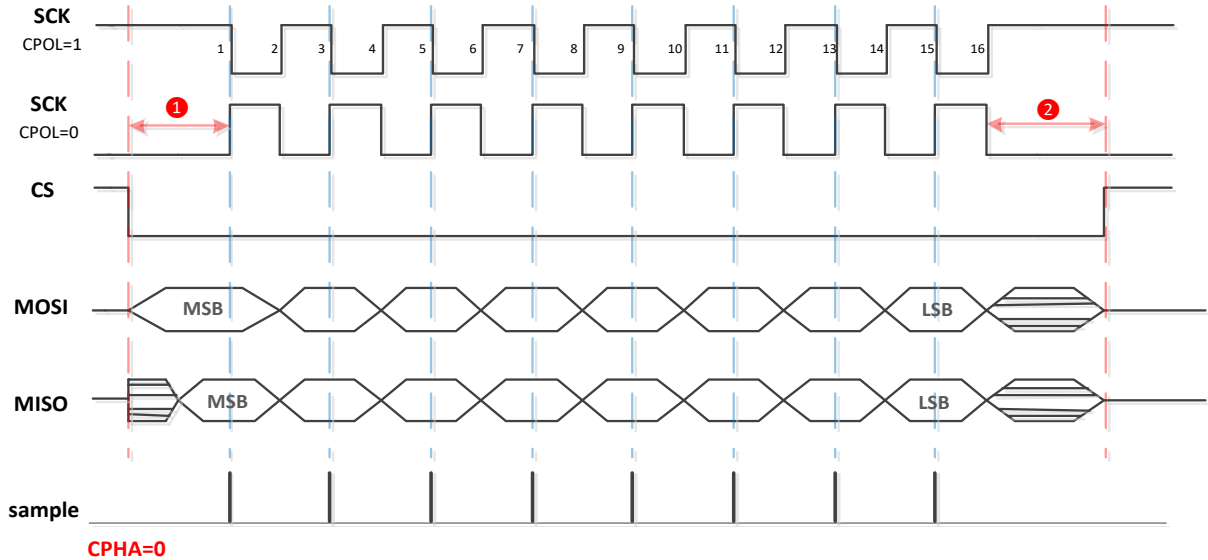 SCK
CPOL=1
1 2 3 4 5 6 7 8 9 10 11 12 13 14 15 16
SCK
CPOL=0
1
2
CS
MOSI
MSB
LSB
MISO
MSB
LSB
sample
CPHA=0